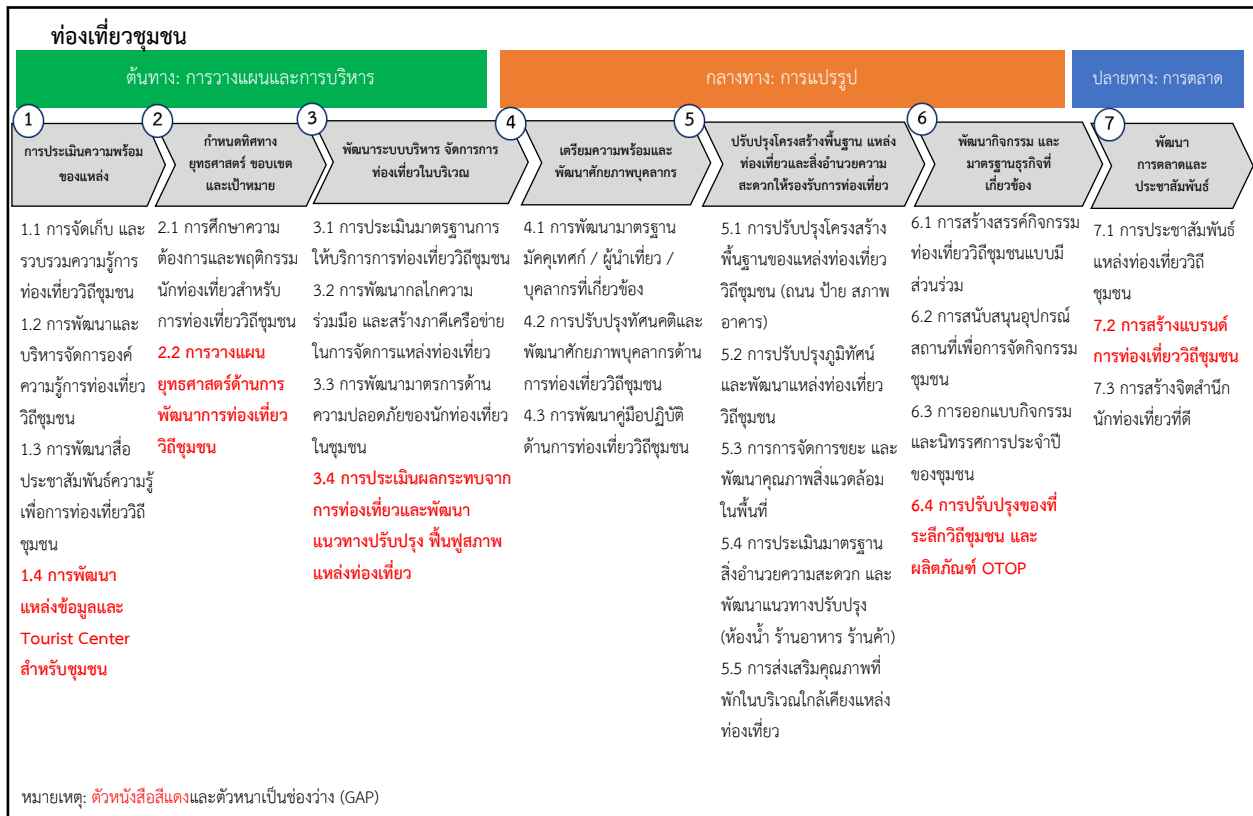 ท่องเที่ยวชุมชน
ต้นทาง: การวางแผนและการบริหาร
กลางทาง: การแปรรูป
ปลายทาง: การตลาด
1
การประเมินความพร้อม
ของแหล่ง
2
กำหนดทิศทาง
ยุทธศาสตร์ ขอบเขต
และเป้าหมาย
3
พัฒนาระบบบริหาร จัดการการ
ท่องเที่ยวในบริเวณ
4
เตรียมความพร้อมและ
พัฒนาศักยภาพบุคลากร
5
ปรับปรุงโครงสร้างพื้นฐาน แหล่ง
ท่องเที่ยวและสิ่งอำนวยความ
สะดวกให้รองรับการท่องเที่ยว
6
พัฒนากิจกรรม และ
มาตรฐานธุรกิจที่
เกี่ยวข้อง
7
พัฒนา
การตลาดและ
ประชาสัมพันธ์
1.1 การจัดเก็บ และ
รวบรวมความรู้การ
ท่องเที่ยววิถีชุมชน
1.2 การพัฒนาและ
บริหารจัดการองค์
ความรู้การท่องเที่ยว
วิถีชุมชน
1.3 การพัฒนาสื่อ
ประชาสัมพันธ์ความรู้
เพื่อการท่องเที่ยววิถี
ชุมชน
1.4 การพัฒนา
แหล่งข้อมูลและ
Tourist Center
สำหรับชุมชน
2.1 การศึกษาความ
ต้องการและพฤติกรรม
นักท่องเที่ยวสำหรับ
การท่องเที่ยววิถีชุมชน
2.2 การวางแผน
ยุทธศาสตร์ด้านการ
พัฒนาการท่องเที่ยว
วิถีชุมชน
3.1 การประเมินมาตรฐานการ
ให้บริการการท่องเที่ยววิถีชุมชน
3.2 การพัฒนากลไกความ
ร่วมมือ และสร้างภาคีเครือข่าย
ในการจัดการแหล่งท่องเที่ยว
3.3 การพัฒนามาตรการด้าน
ความปลอดภัยของนักท่องเที่ยว
ในชุมชน
3.4 การประเมินผลกระทบจาก
การท่องเที่ยวและพัฒนา
แนวทางปรับปรุง ฟื้นฟูสภาพ
แหล่งท่องเที่ยว
4.1 การพัฒนามาตรฐาน
มัคคุเทศก์ / ผู้นำเที่ยว /
บุคลากรที่เกี่ยวข้อง
4.2 การปรับปรุงทัศนคติและ
พัฒนาศักยภาพบุคลากรด้าน
การท่องเที่ยววิถีชุมชน
4.3 การพัฒนาคู่มือปฏิบัติ
ด้านการท่องเที่ยววิถีชุมชน
5.1 การปรับปรุงโครงสร้าง
พื้นฐานของแหล่งท่องเที่ยว
วิถีชุมชน (ถนน ป้าย สภาพ
อาคาร)
5.2 การปรับปรุงภูมิทัศน์
และพัฒนาแหล่งท่องเที่ยว
วิถีชุมชน
5.3 การการจัดการขยะ และ
พัฒนาคุณภาพสิ่งแวดล้อม
ในพื้นที่
5.4 การประเมินมาตรฐาน
สิ่งอำนวยความสะดวก และ
พัฒนาแนวทางปรับปรุง
(ห้องน้ำ ร้านอาหาร ร้านค้า)
5.5 การส่งเสริมคุณภาพที่
พักในบริเวณใกล้เคียงแหล่ง
ท่องเที่ยว
6.1 การสร้างสรรค์กิจกรรม
ท่องเที่ยววิถีชุมชนแบบมี
ส่วนร่วม
6.2 การสนับสนุนอุปกรณ์
สถานที่เพื่อการจัดกิจกรรม
ชุมชน
6.3 การออกแบบกิจกรรม
และนิทรรศการประจำปี
ของชุมชน
6.4 การปรับปรุงของที่
ระลึกวิถีชุมชน และ
ผลิตภัณฑ์ OTOP
7.1 การประชาสัมพันธ์
แหล่งท่องเที่ยววิถี
ชุมชน
7.2 การสร้างแบรนด์
การท่องเที่ยววิถีชุมชน
7.3 การสร้างจิตสำนึก
นักท่องเที่ยวที่ดี
หมายเหตุ: ตัวหนังสือสีแดงและตัวหนาเป็นช่องว่าง (GAP)